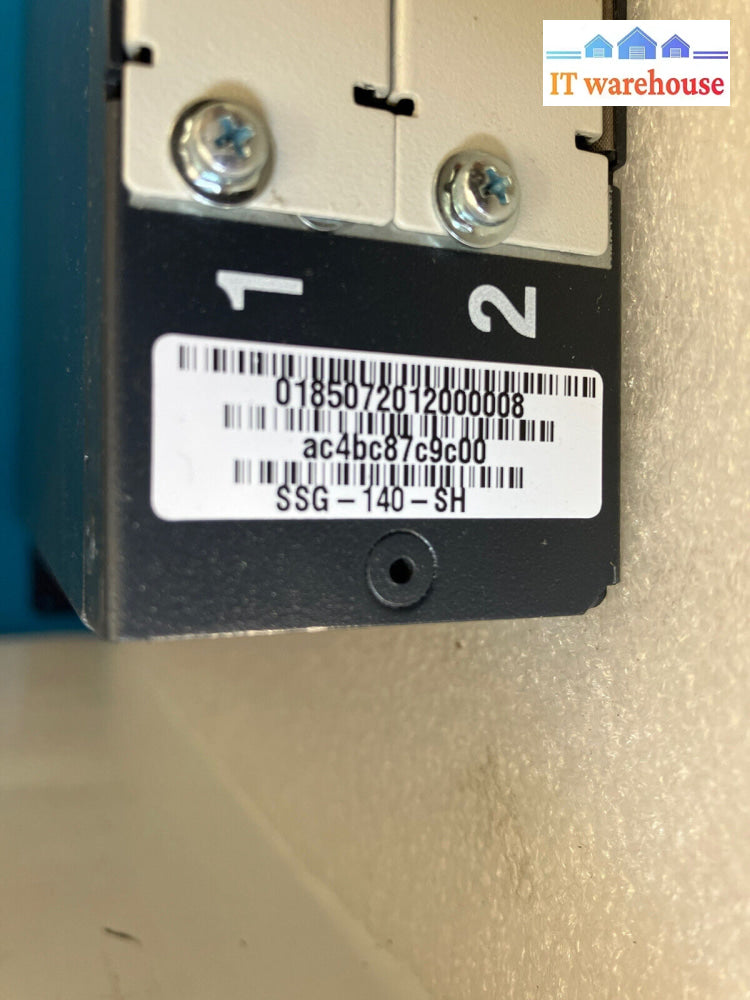 IT warehouse
1
2
0185072012000008
ac4bc87c9c00
SSG-140-SH